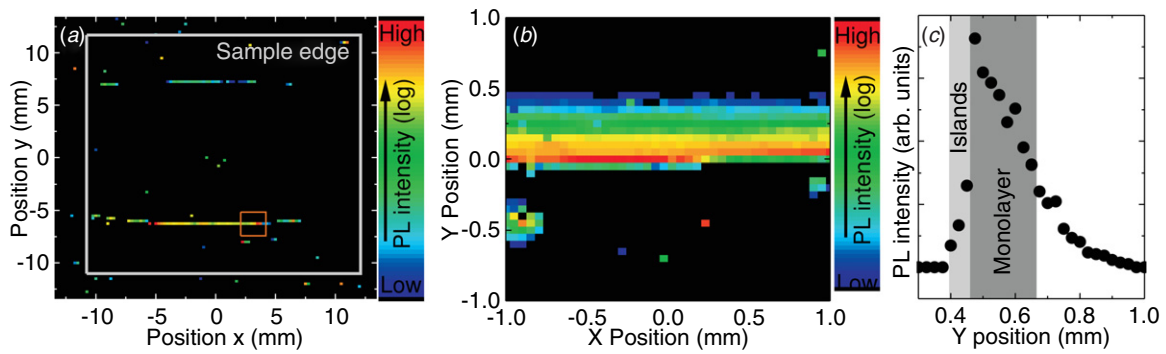 (a)
Sample edge
High
PL intensity (log)
Low
10
5
0
-5
-10
Position y (mm)
-10
-5
0
5
10
Position x (mm)
(b)
High
PL intensity (log)
Low
1.0
0.5
0.0
-0.5
-1.0
Y Position (mm)
-1.0
-0.5
0.0
0.5
1.0
X Position (mm)
(c)
Islands
Monolayer
PL intensity (arb. units)
0.4
0.6
0.8
1.0
Y position (mm)